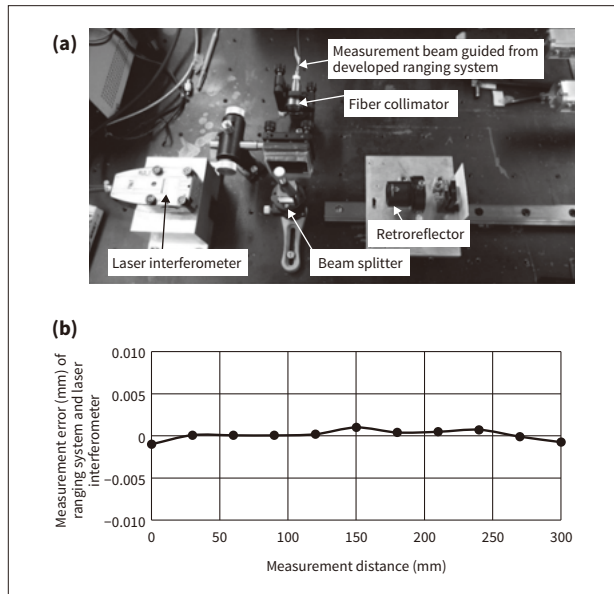 (a)
Measurement beam guided from
developed ranging system
Fiber collimator
Retroreflector
Laser interferometer
Beam splitter
(b)
Measurement error (mm) of
ranging system and laser
interferometer
0.010
0.005
0
−0.005
−0.010
0 50 100 150 200 250 300
Measurement distance (mm)